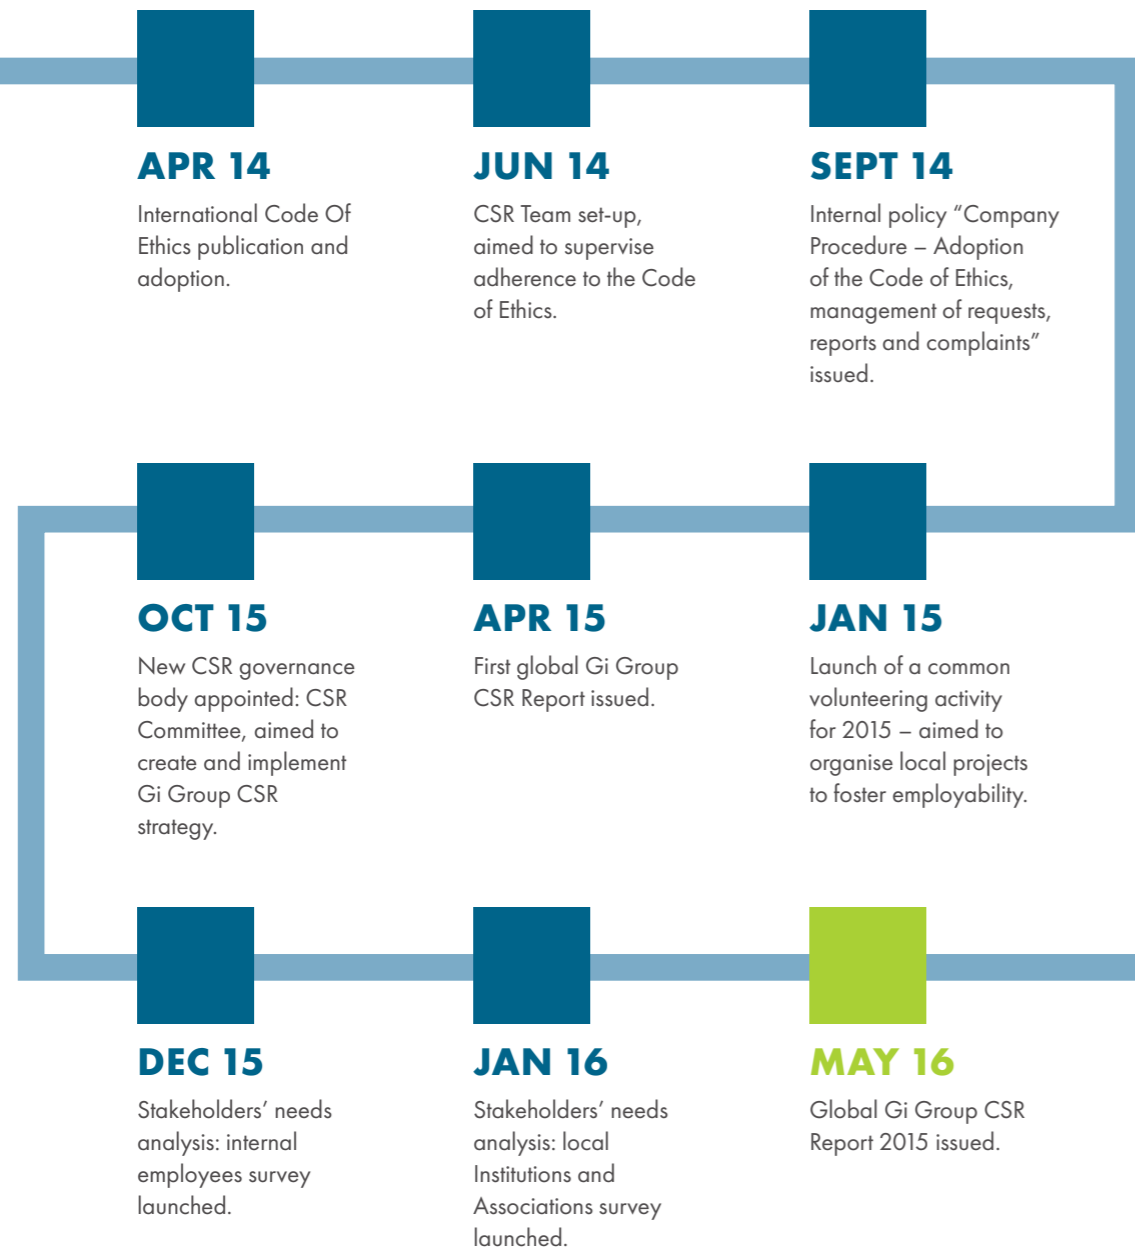 APR 14
International Code Of
Ethics publication and
adoption.
JUN 14
CSR Team set-up,
aimed to supervise
adherence to the Code
of Ethics.
SEPT 14
Internal policy “Company
Procedure – Adoption
of the Code of Ethics,
management of requests,
reports and complaints”
issued.
OCT 15
New CSR governance
body appointed: CSR
Committee, aimed to
create and implement
Gi Group CSR
strategy.
APR 15
First global Gi Group
CSR Report issued.
JAN 15
Launch of a common
volunteering activity
for 2015 – aimed to
organise local projects
to foster employability.
DEC 15
Stakeholders’ needs
analysis: internal
employees survey
launched.
JAN 16
Stakeholders’ needs
analysis: local
Institutions and
Associations survey
launched.
MAY 16
Global Gi Group CSR
Report 2015 issued.